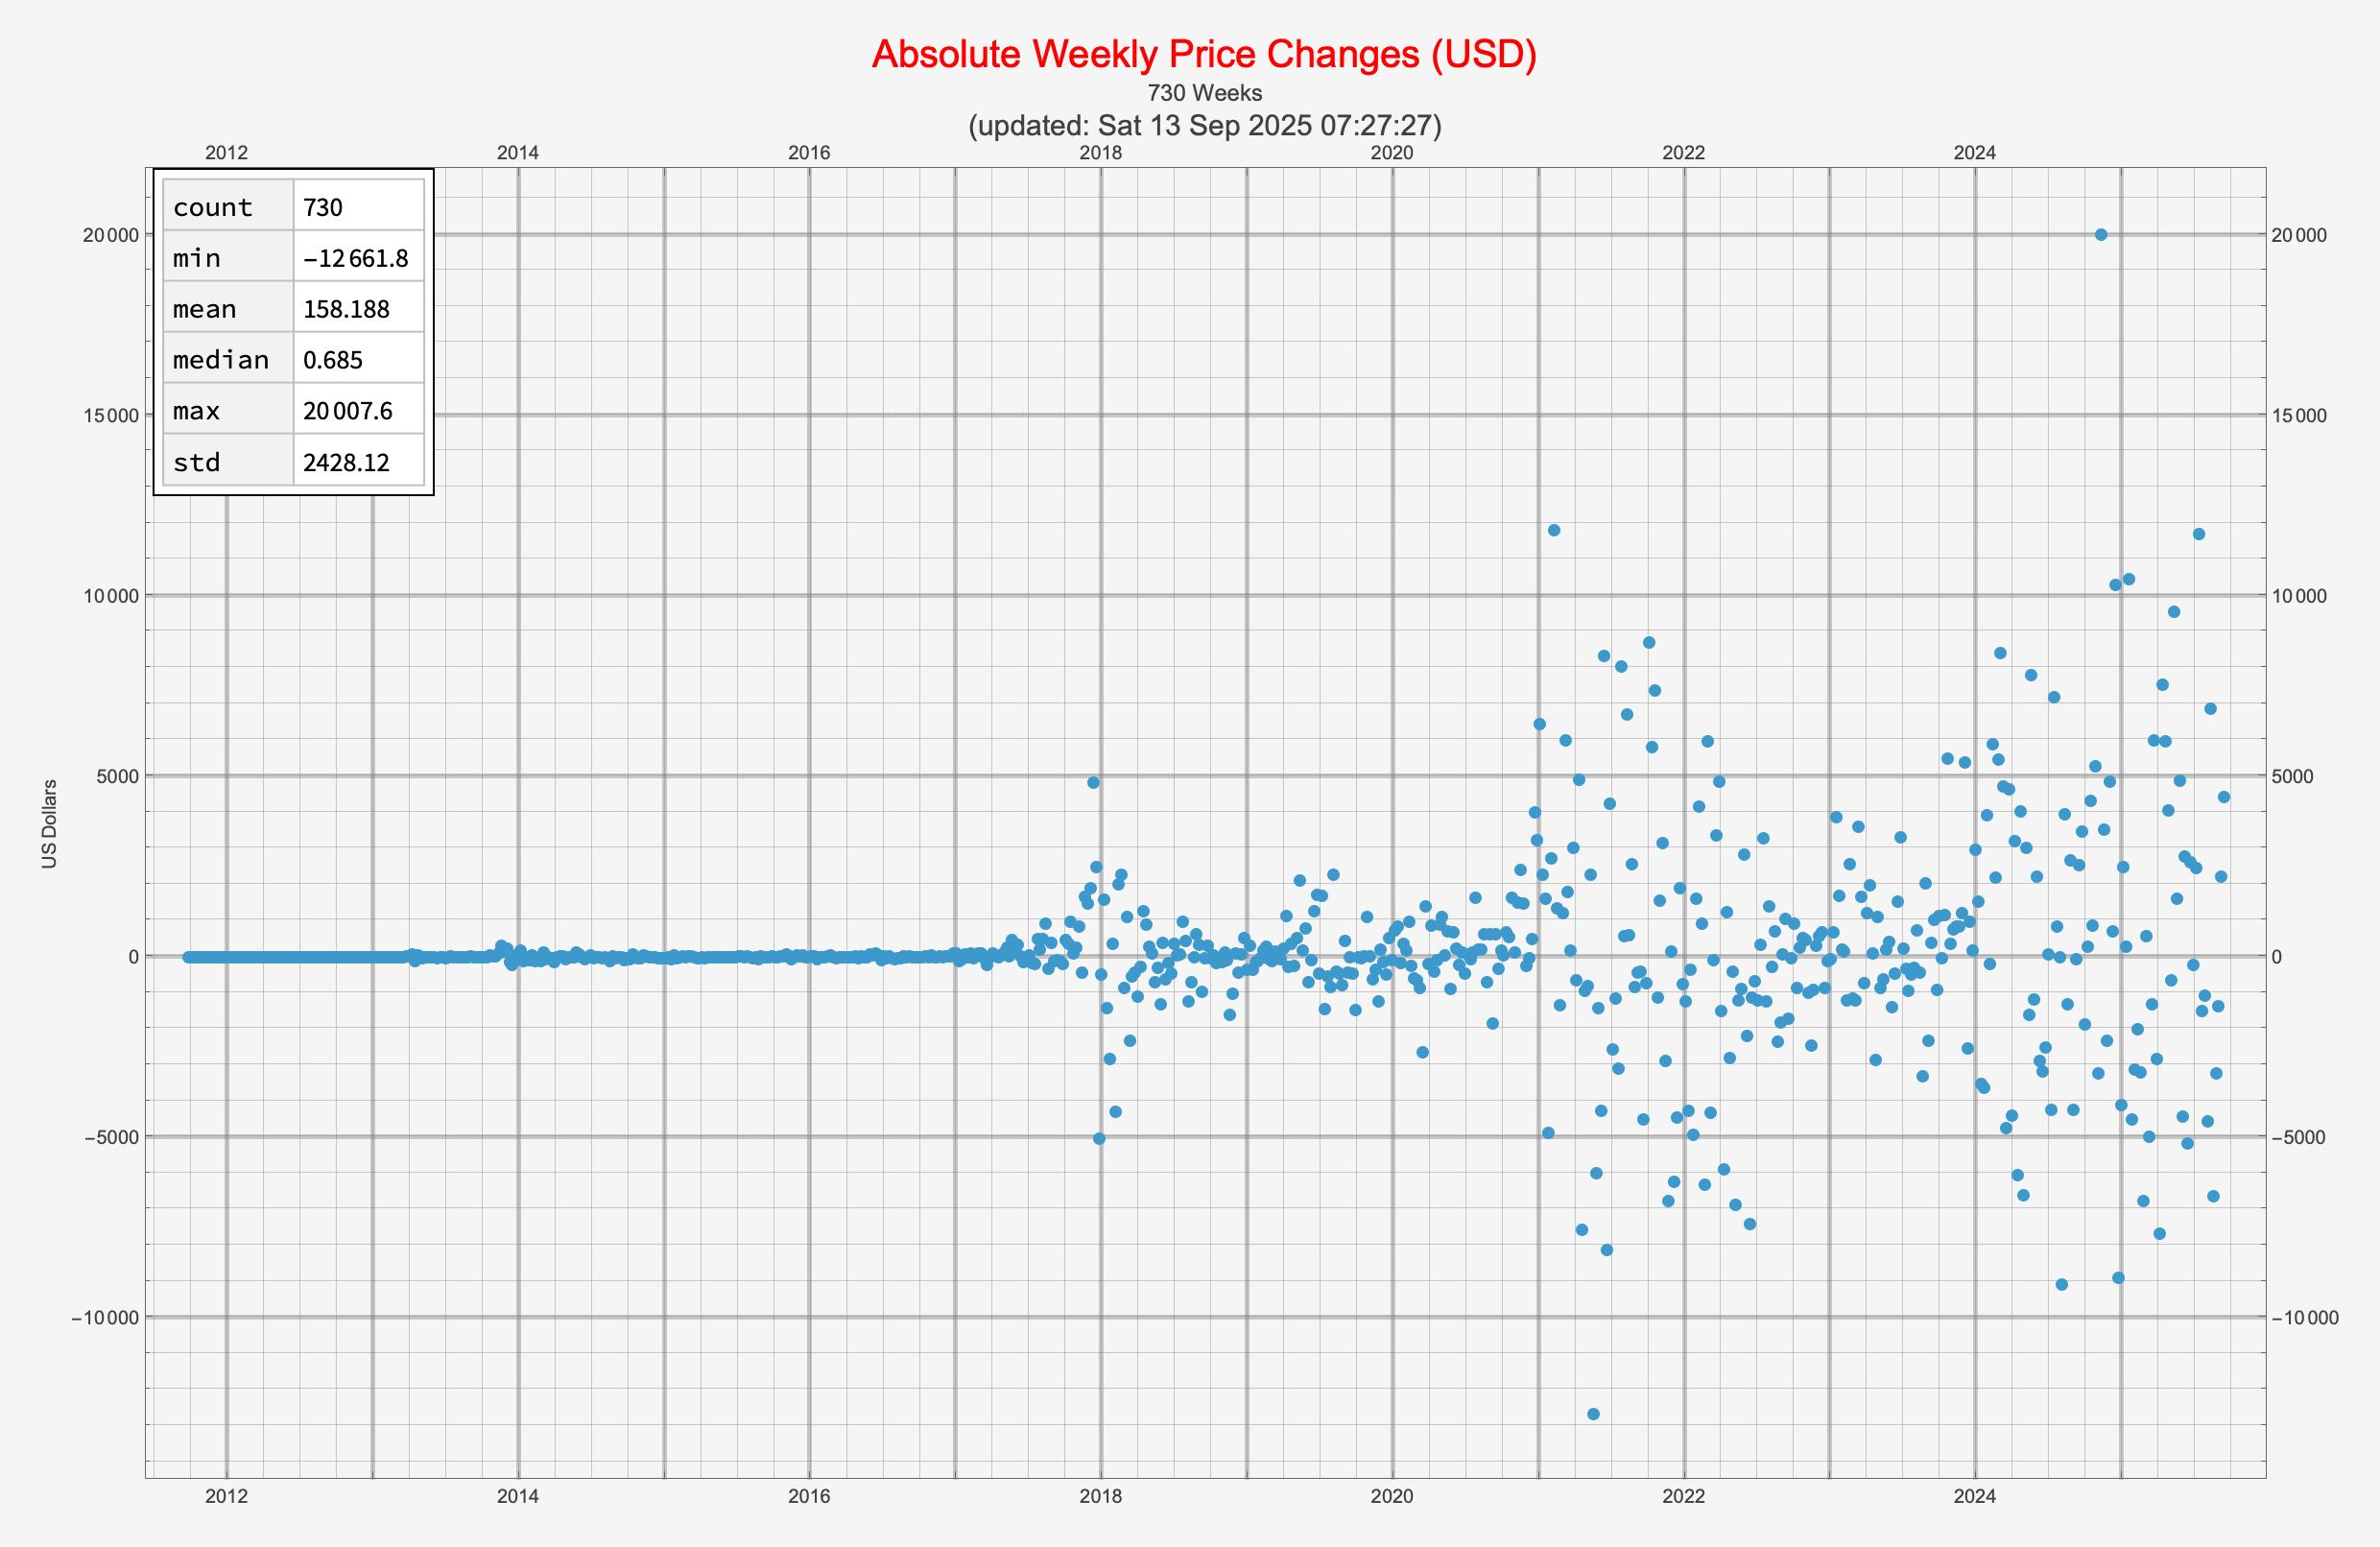 Absolute Weekly Price Changes (USD)
730 Weeks
(updated: Sat 13 Sep 2025 07:27:27)
2012 2014 2016 2018 2020 2022 2024
count 730
min −12 661.8
mean 158.188
median 0.685
max 20 007.6
std 2428.12
20 000 20 000
15 000 15 000
10 000 10 000
5000 5000
0 0
−5000 −5000
−10 000 −10 000
US Dollars
2012 2014 2016 2018 2020 2022 2024